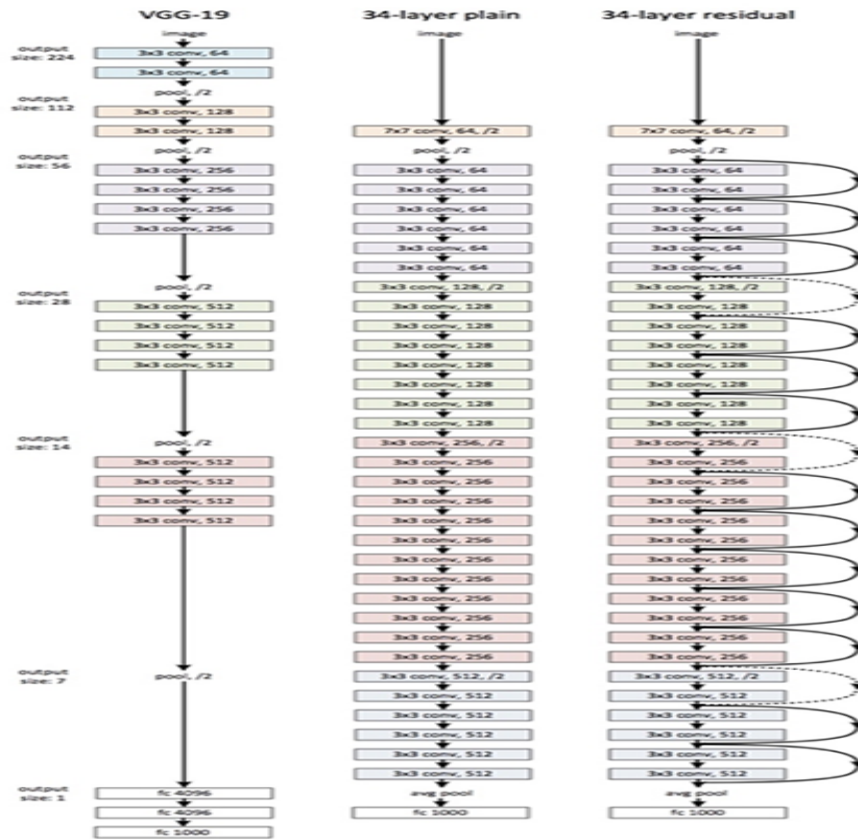 VGG-19
image
output
size: 224
3x3 conv, 64
3x3 conv, 64
pool, /2
output
size: 112
3x3 conv, 128
3x3 conv, 128
pool, /2
output
size: 56
3x3 conv, 256
3x3 conv, 256
3x3 conv, 256
3x3 conv, 256
pool, /2
output
size: 28
3x3 conv, 512
3x3 conv, 512
3x3 conv, 512
3x3 conv, 512
pool, /2
output
size: 14
3x3 conv, 512
3x3 conv, 512
3x3 conv, 512
3x3 conv, 512
pool, /2
output
size: 7
output
size: 1
fc 4096
fc 4096
fc 1000
34-layer plain
image
7x7 conv, 64, /2
pool, /2
3x3 conv, 64
3x3 conv, 64
3x3 conv, 64
3x3 conv, 64
3x3 conv, 64
3x3 conv, 64
3x3 conv, 128, /2
3x3 conv, 128
3x3 conv, 128
3x3 conv, 128
3x3 conv, 128
3x3 conv, 128
3x3 conv, 128
3x3 conv, 128
3x3 conv, 256, /2
3x3 conv, 256
3x3 conv, 256
3x3 conv, 256
3x3 conv, 256
3x3 conv, 256
3x3 conv, 256
3x3 conv, 256
3x3 conv, 256
3x3 conv, 256
3x3 conv, 256
3x3 conv, 256
3x3 conv, 512, /2
3x3 conv, 512
3x3 conv, 512
3x3 conv, 512
3x3 conv, 512
3x3 conv, 512
avg pool
fc 1000
34-layer residual
image
7x7 conv, 64, /2
pool, /2
3x3 conv, 64
3x3 conv, 64
3x3 conv, 64
3x3 conv, 64
3x3 conv, 64
3x3 conv, 64
3x3 conv, 128, /2
3x3 conv, 128
3x3 conv, 128
3x3 conv, 128
3x3 conv, 128
3x3 conv, 128
3x3 conv, 128
3x3 conv, 128
3x3 conv, 256, /2
3x3 conv, 256
3x3 conv, 256
3x3 conv, 256
3x3 conv, 256
3x3 conv, 256
3x3 conv, 256
3x3 conv, 256
3x3 conv, 256
3x3 conv, 256
3x3 conv, 256
3x3 conv, 256
3x3 conv, 512, /2
3x3 conv, 512
3x3 conv, 512
3x3 conv, 512
3x3 conv, 512
3x3 conv, 512
avg pool
fc 1000